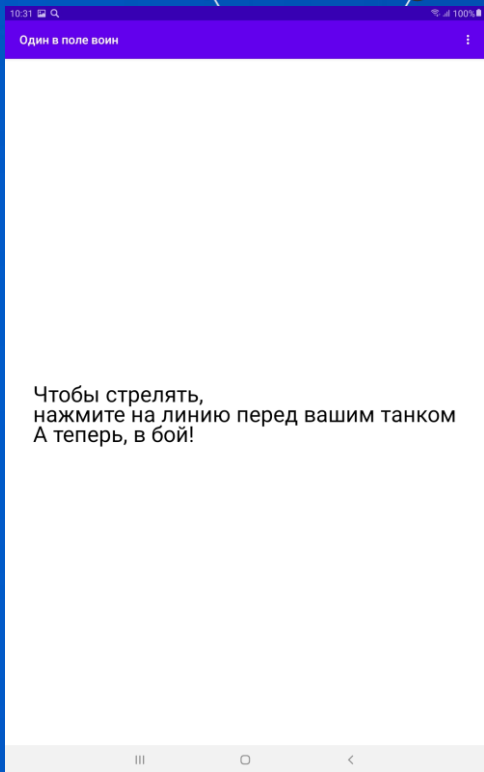 10:31 100%
Один в поле воин
Чтобы стрелять,
нажмите на линию перед вашим танком
А теперь, в бой!